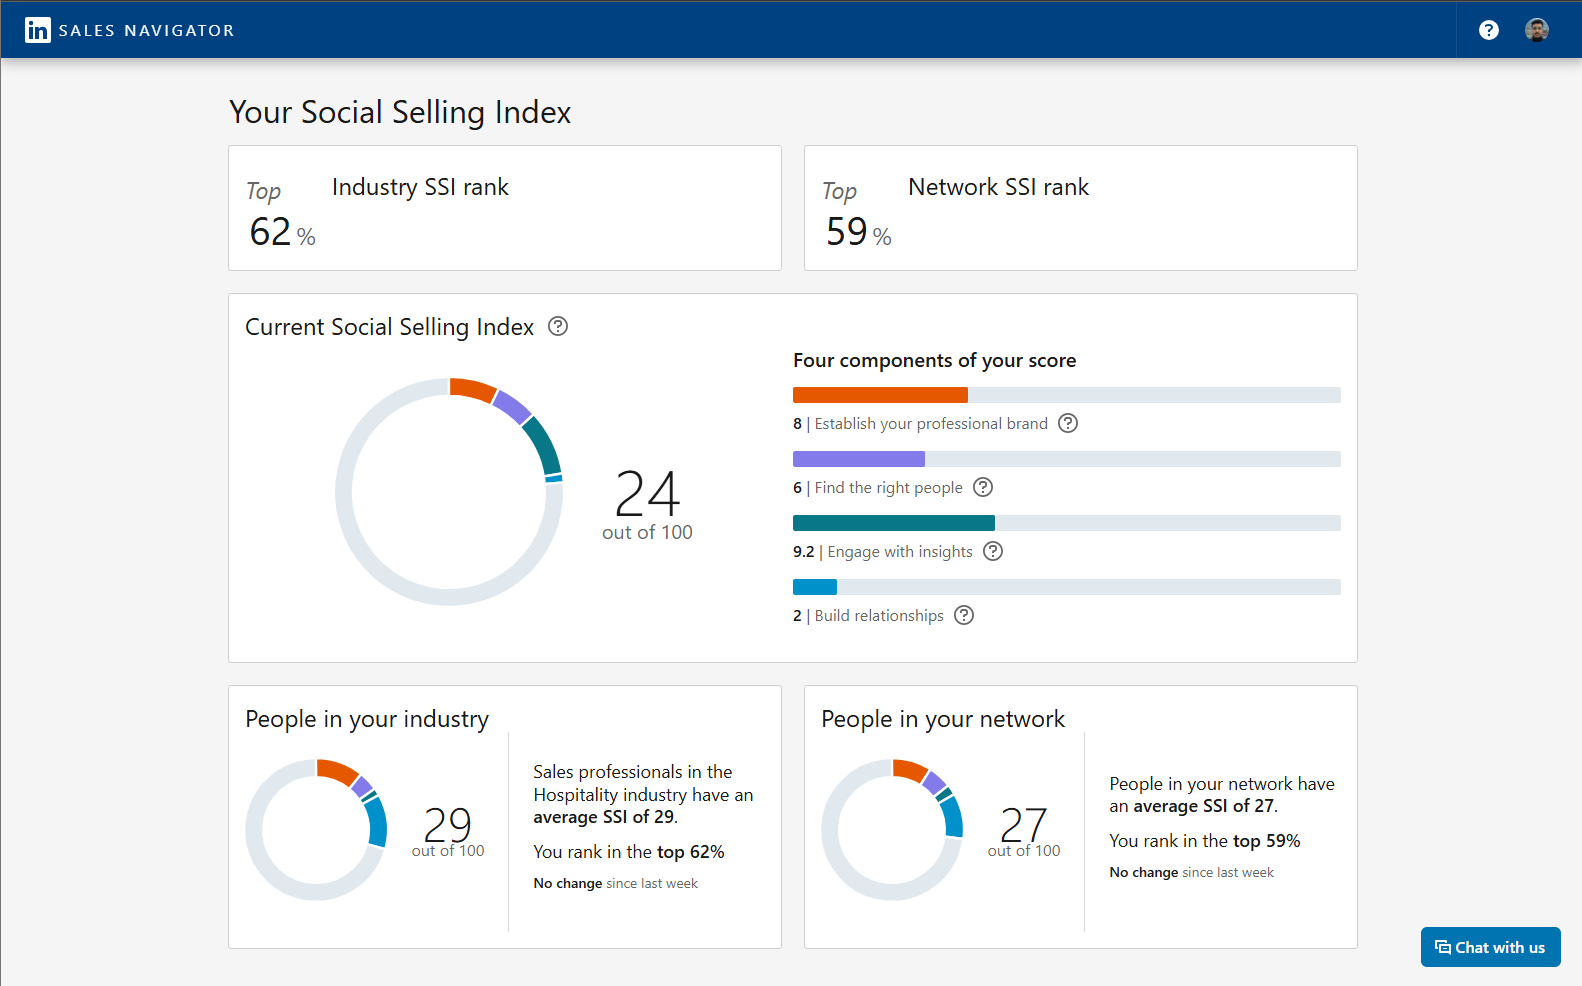 in SALES NAVIGATOR
?
Your Social Selling Index
Top
Industry SSI rank
62 %
Top
Network SSI rank
59 %
Current Social Selling Index ?
24
out of 100
Four components of your score
8 | Establish your professional brand ?
6 | Find the right people ?
9.2 | Engage with insights ?
2 | Build relationships ?
People in your industry
29
out of 100
Sales professionals in the
Hospitality industry have an
average SSI of 29.
You rank in the top 62%
No change since last week
People in your network
27
out of 100
People in your network have
an average SSI of 27.
You rank in the top 59%
No change since last week
Chat with us